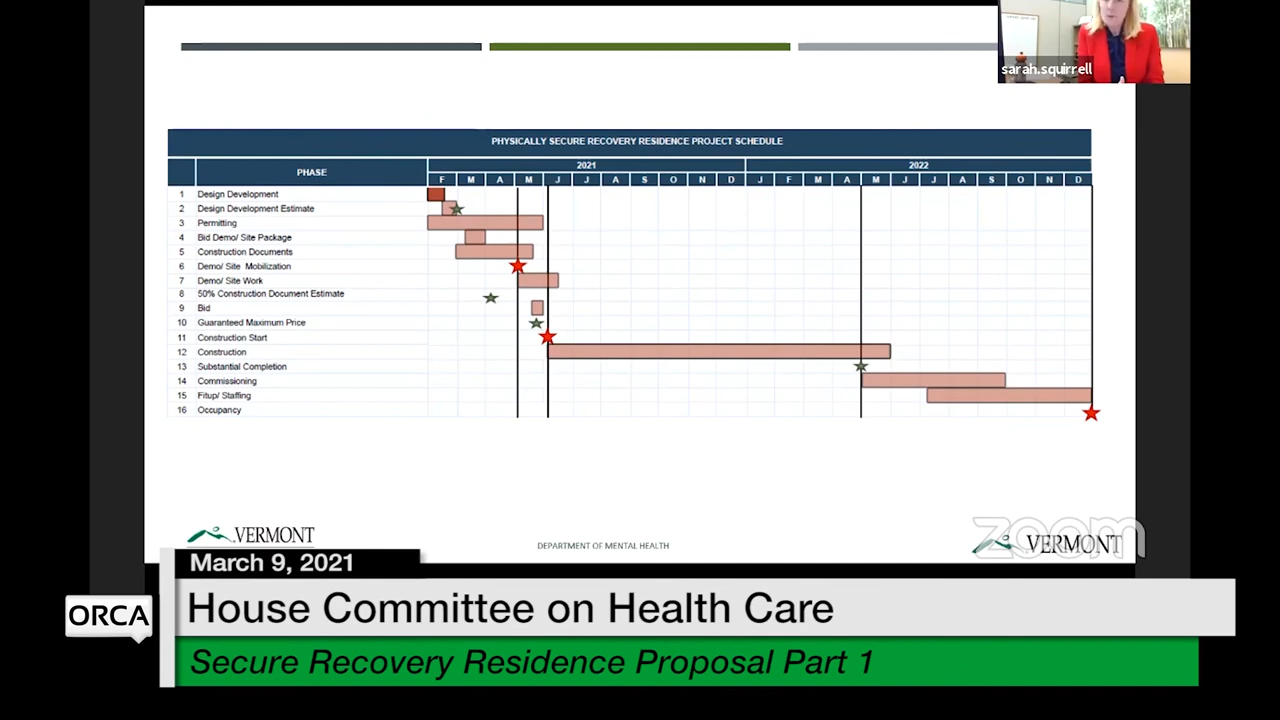 sarah.squirrell
PHYSICALLY SECURE RECOVERY RESIDENCE PROJECT SCHEDULE
PHASE
2021 2022
F M A M J J A S O N D J F M A M J J A S O N D
1 Design Development
2 Design Development Estimate
3 Permitting
4 Bid Demo/ Site Package
5 Construction Documents
6 Demo/ Site Mobilization
7 Demo/ Site Work
8 50% Construction Document Estimate
9 Bid
10 Guaranteed Maximum Price
11 Construction Start
12 Construction
13 Substantial Completion
14 Commissioning
15 Fitup/ Staffing
16 Occupancy
VERMONT
DEPARTMENT OF MENTAL HEALTH
zoom
VERMONT
March 9, 2021
ORCA
House Committee on Health Care
Secure Recovery Residence Proposal Part 1